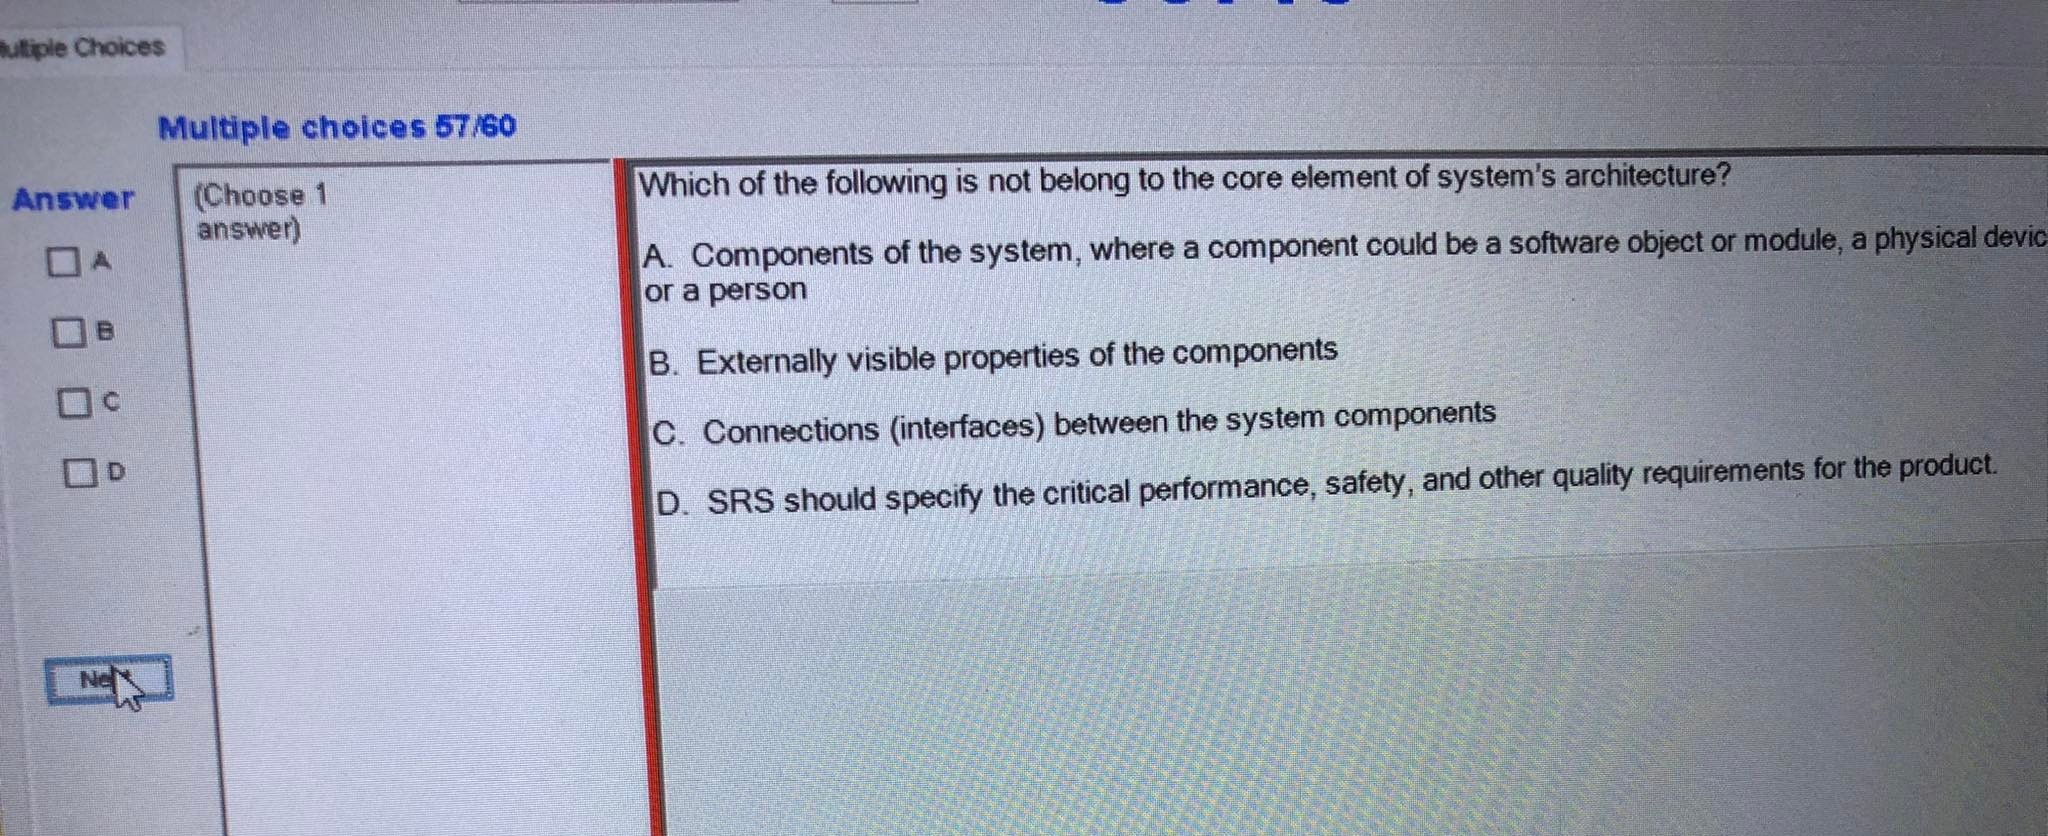 Multiple Choices
Multiple choices 57/60
Answer
(Choose 1
answer)
A
B
C
D
Which of the following is not belong to the core element of system's architecture?
A. Components of the system, where a component could be a software object or module, a physical devic
or a person
B. Externally visible properties of the components
C. Connections (interfaces) between the system components
D. SRS should specify the critical performance, safety, and other quality requirements for the product.